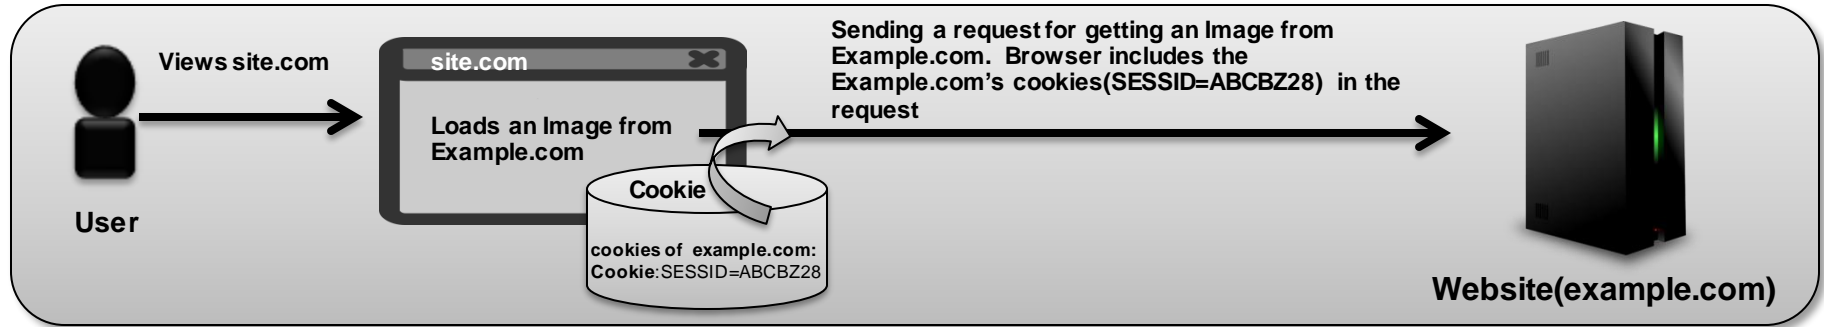 Views site.com
User
site.com
Loads an Image from
Example.com
Cookie
cookies of example.com:
Cookie:SESSID=ABCBZ28
Sending a request for getting an Image from
Example.com. Browser includes the
Example.com's cookies(SESSID=ABCBZ28) in the
request
Website(example.com)